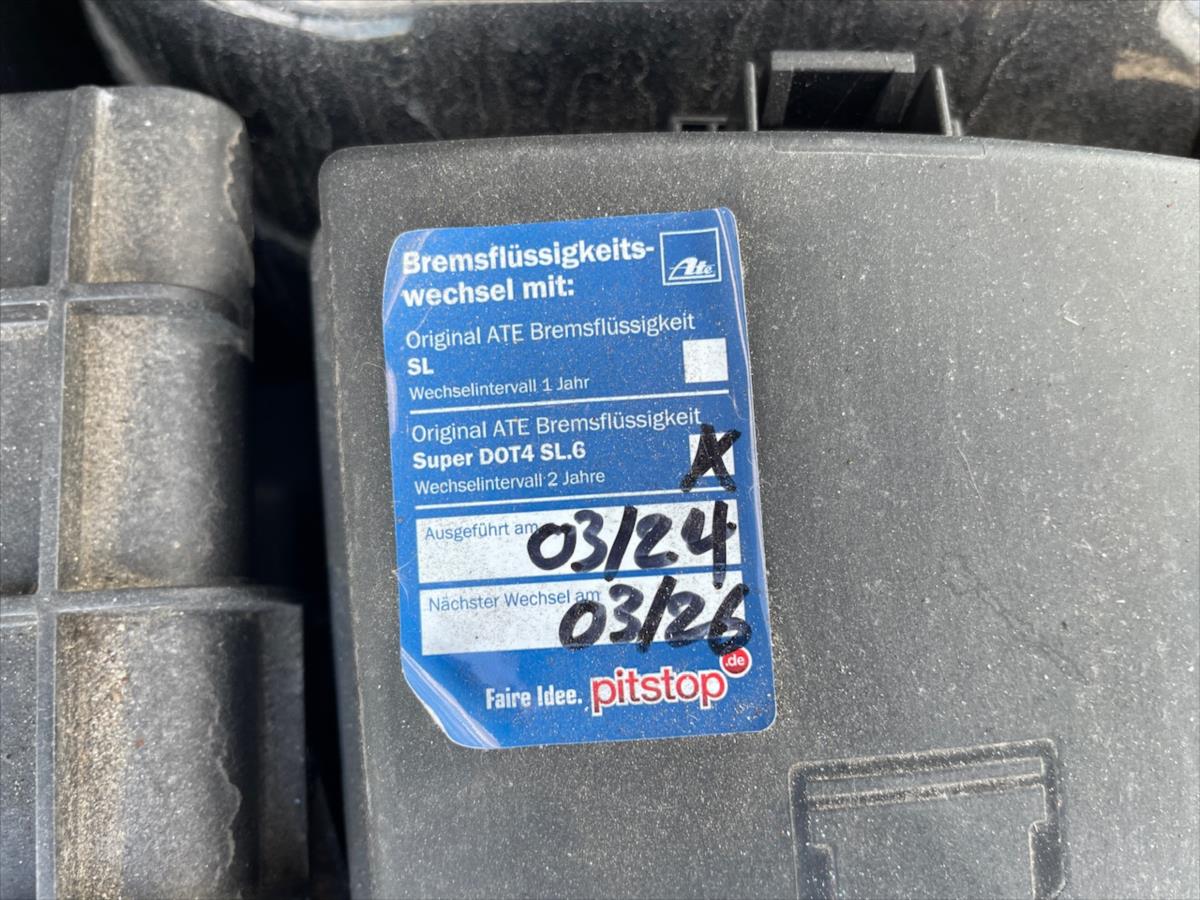 Bremsflüssigkeits-
wechsel mit:
Ate
Original ATE Bremsflüssigkeit
SL
Wechselintervall 1 Jahr
Original ATE Bremsflüssigkeit
Super DOT4 SL.6
Wechselintervall 2 Jahre
X
Ausgeführt am 03/24
Nächster Wechsel am 03/26
Faire Idee. pitstop.de